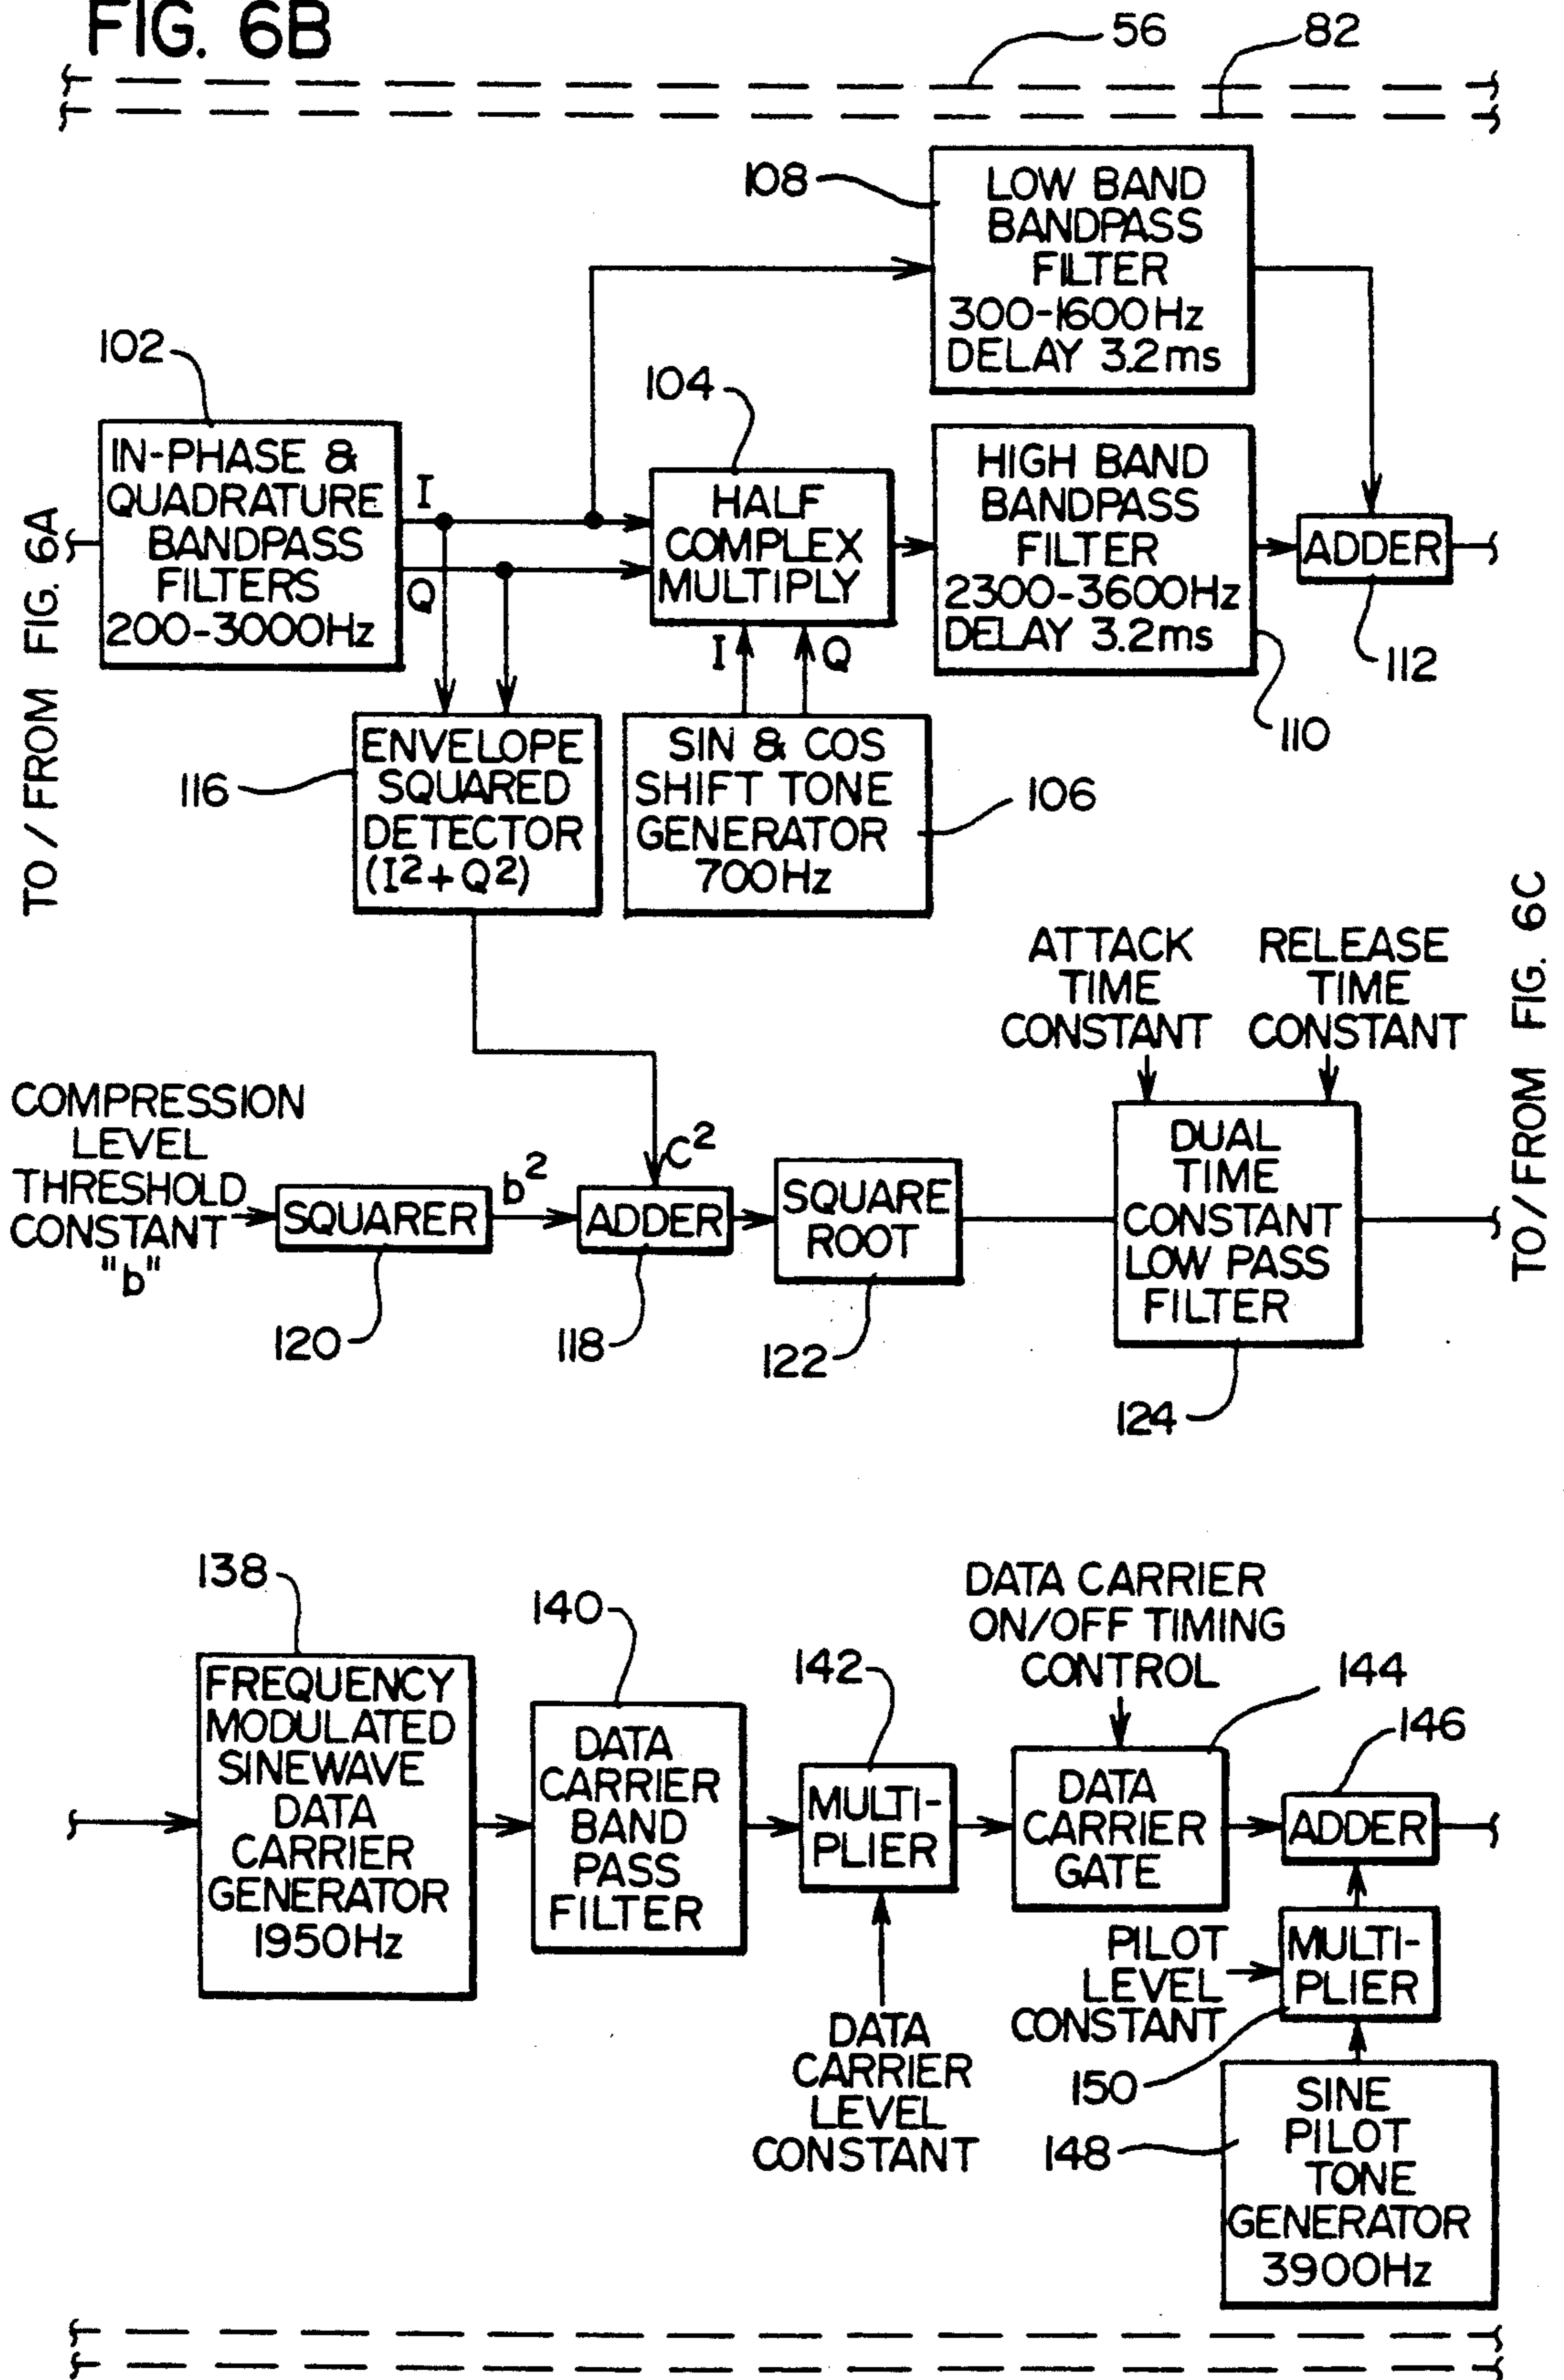 FIG. 6B
56
82
108
LOW BAND
BANDPASS
FILTER
300-1600Hz
DELAY 3.2ms
102
104
IN-PHASE &
QUADRATURE
BANDPASS
FILTERS
200-3000Hz
I
Q
HALF
COMPLEX
MULTIPLY
HIGH BAND
BANDPASS
FILTER
2300-3600Hz
DELAY 3.2ms
ADDER
112
110
I
Q
TO/FROM FIG. 6A
116
ENVELOPE
SQUARED
DETECTOR
(I²+Q²)
SIN & COS
SHIFT TONE
GENERATOR
700Hz
106
ATTACK
TIME
CONSTANT
RELEASE
TIME
CONSTANT
TO/FROM FIG. 6C
COMPRESSION
LEVEL
THRESHOLD
CONSTANT
"b"
SQUARER
b²
C²
ADDER
SQUARE
ROOT
DUAL
TIME
CONSTANT
LOW PASS
FILTER
120
118
122
124
138
140
142
DATA CARRIER
ON/OFF TIMING
CONTROL
144
146
FREQUENCY
MODULATED
SINEWAVE
DATA
CARRIER
GENERATOR
1950Hz
DATA
CARRIER
BAND
PASS
FILTER
MULTI-
PLIER
DATA
CARRIER
GATE
ADDER
DATA
CARRIER
LEVEL
CONSTANT
PILOT
LEVEL
CONSTANT
MULTI-
PLIER
150
148
SINE
PILOT
TONE
GENERATOR
3900Hz